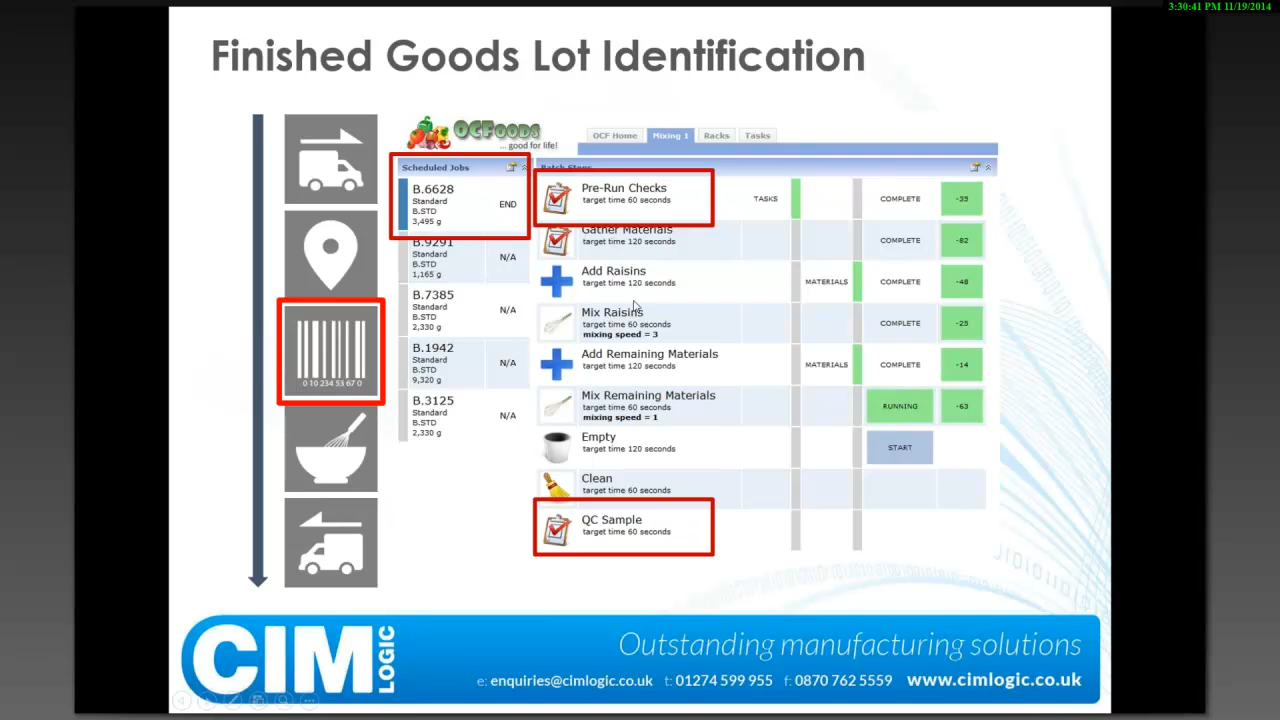 3:30:41 PM 11/19/2014
Finished Goods Lot Identification
OCFOODS
... good for life!
OCF Home Mixing 1 Racks Tasks
Scheduled Jobs
Batch Steps
B.6628
Standard
B.STD
3,495 g
END
B.9291
Standard
B.STD
1,165 g
N/A
B.7385
Standard
B.STD
2,330 g
N/A
B.1942
Standard
B.STD
9,320 g
N/A
B.3125
Standard
B.STD
2,330 g
N/A
Pre-Run Checks
target time 60 seconds
TASKS COMPLETE -35
Gather Materials
target time 120 seconds
COMPLETE -82
Add Raisins
target time 120 seconds
MATERIALS COMPLETE -48
Mix Raisins
target time 60 seconds
mixing speed = 3
COMPLETE -25
Add Remaining Materials
target time 120 seconds
MATERIALS COMPLETE -14
Mix Remaining Materials
target time 60 seconds
mixing speed = 1
RUNNING -63
Empty
target time 120 seconds
START
Clean
target time 60 seconds
QC Sample
target time 60 seconds
0 10 234 53 67 0
CIM LOGIC
Outstanding manufacturing solutions
e: enquiries@cimlogic.co.uk t: 01274 599 955 f: 0870 762 5559 www.cimlogic.co.uk